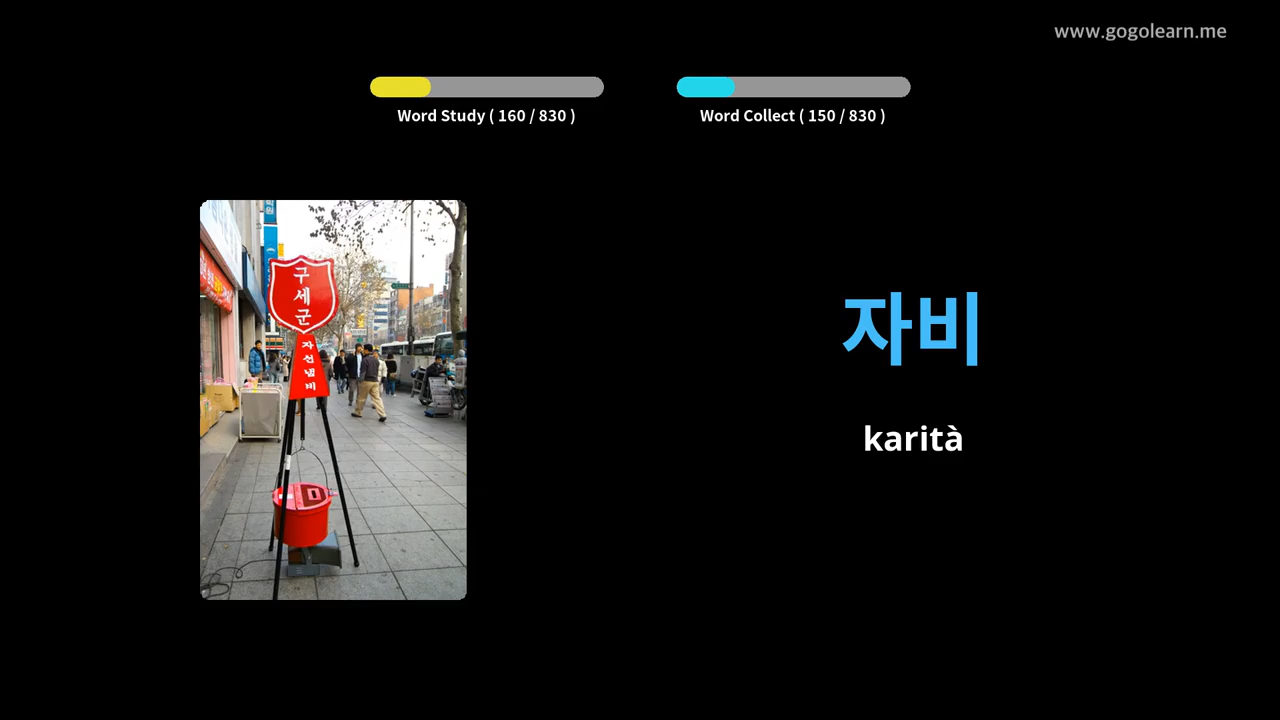 www.gogolearn.me
Word Study ( 160 / 830 )
Word Collect ( 150 / 830 )
구세군
자선냄비
자비
karità